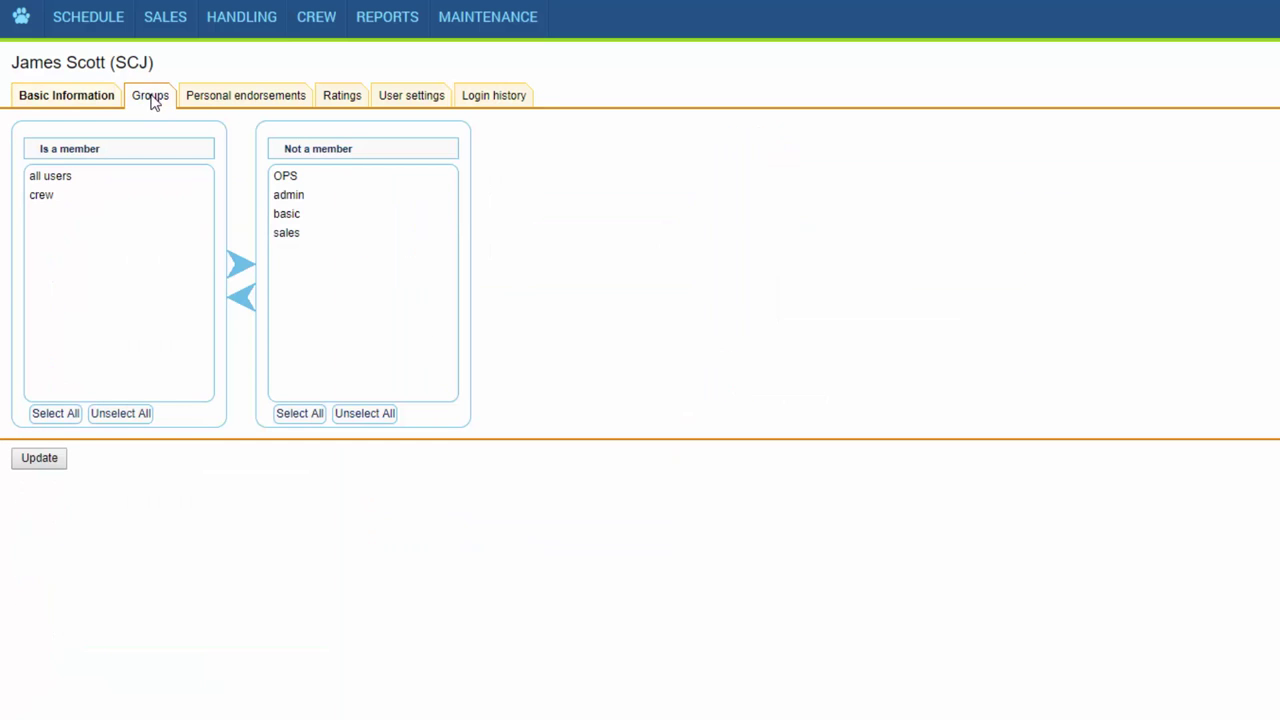 SCHEDULE SALES HANDLING CREW REPORTS MAINTENANCE
James Scott (SCJ)
Basic Information Groups Personal endorsements Ratings User settings Login history
Is a member
all users
crew
Select All Unselect All
Not a member
OPS
admin
basic
sales
Select All Unselect All
Update